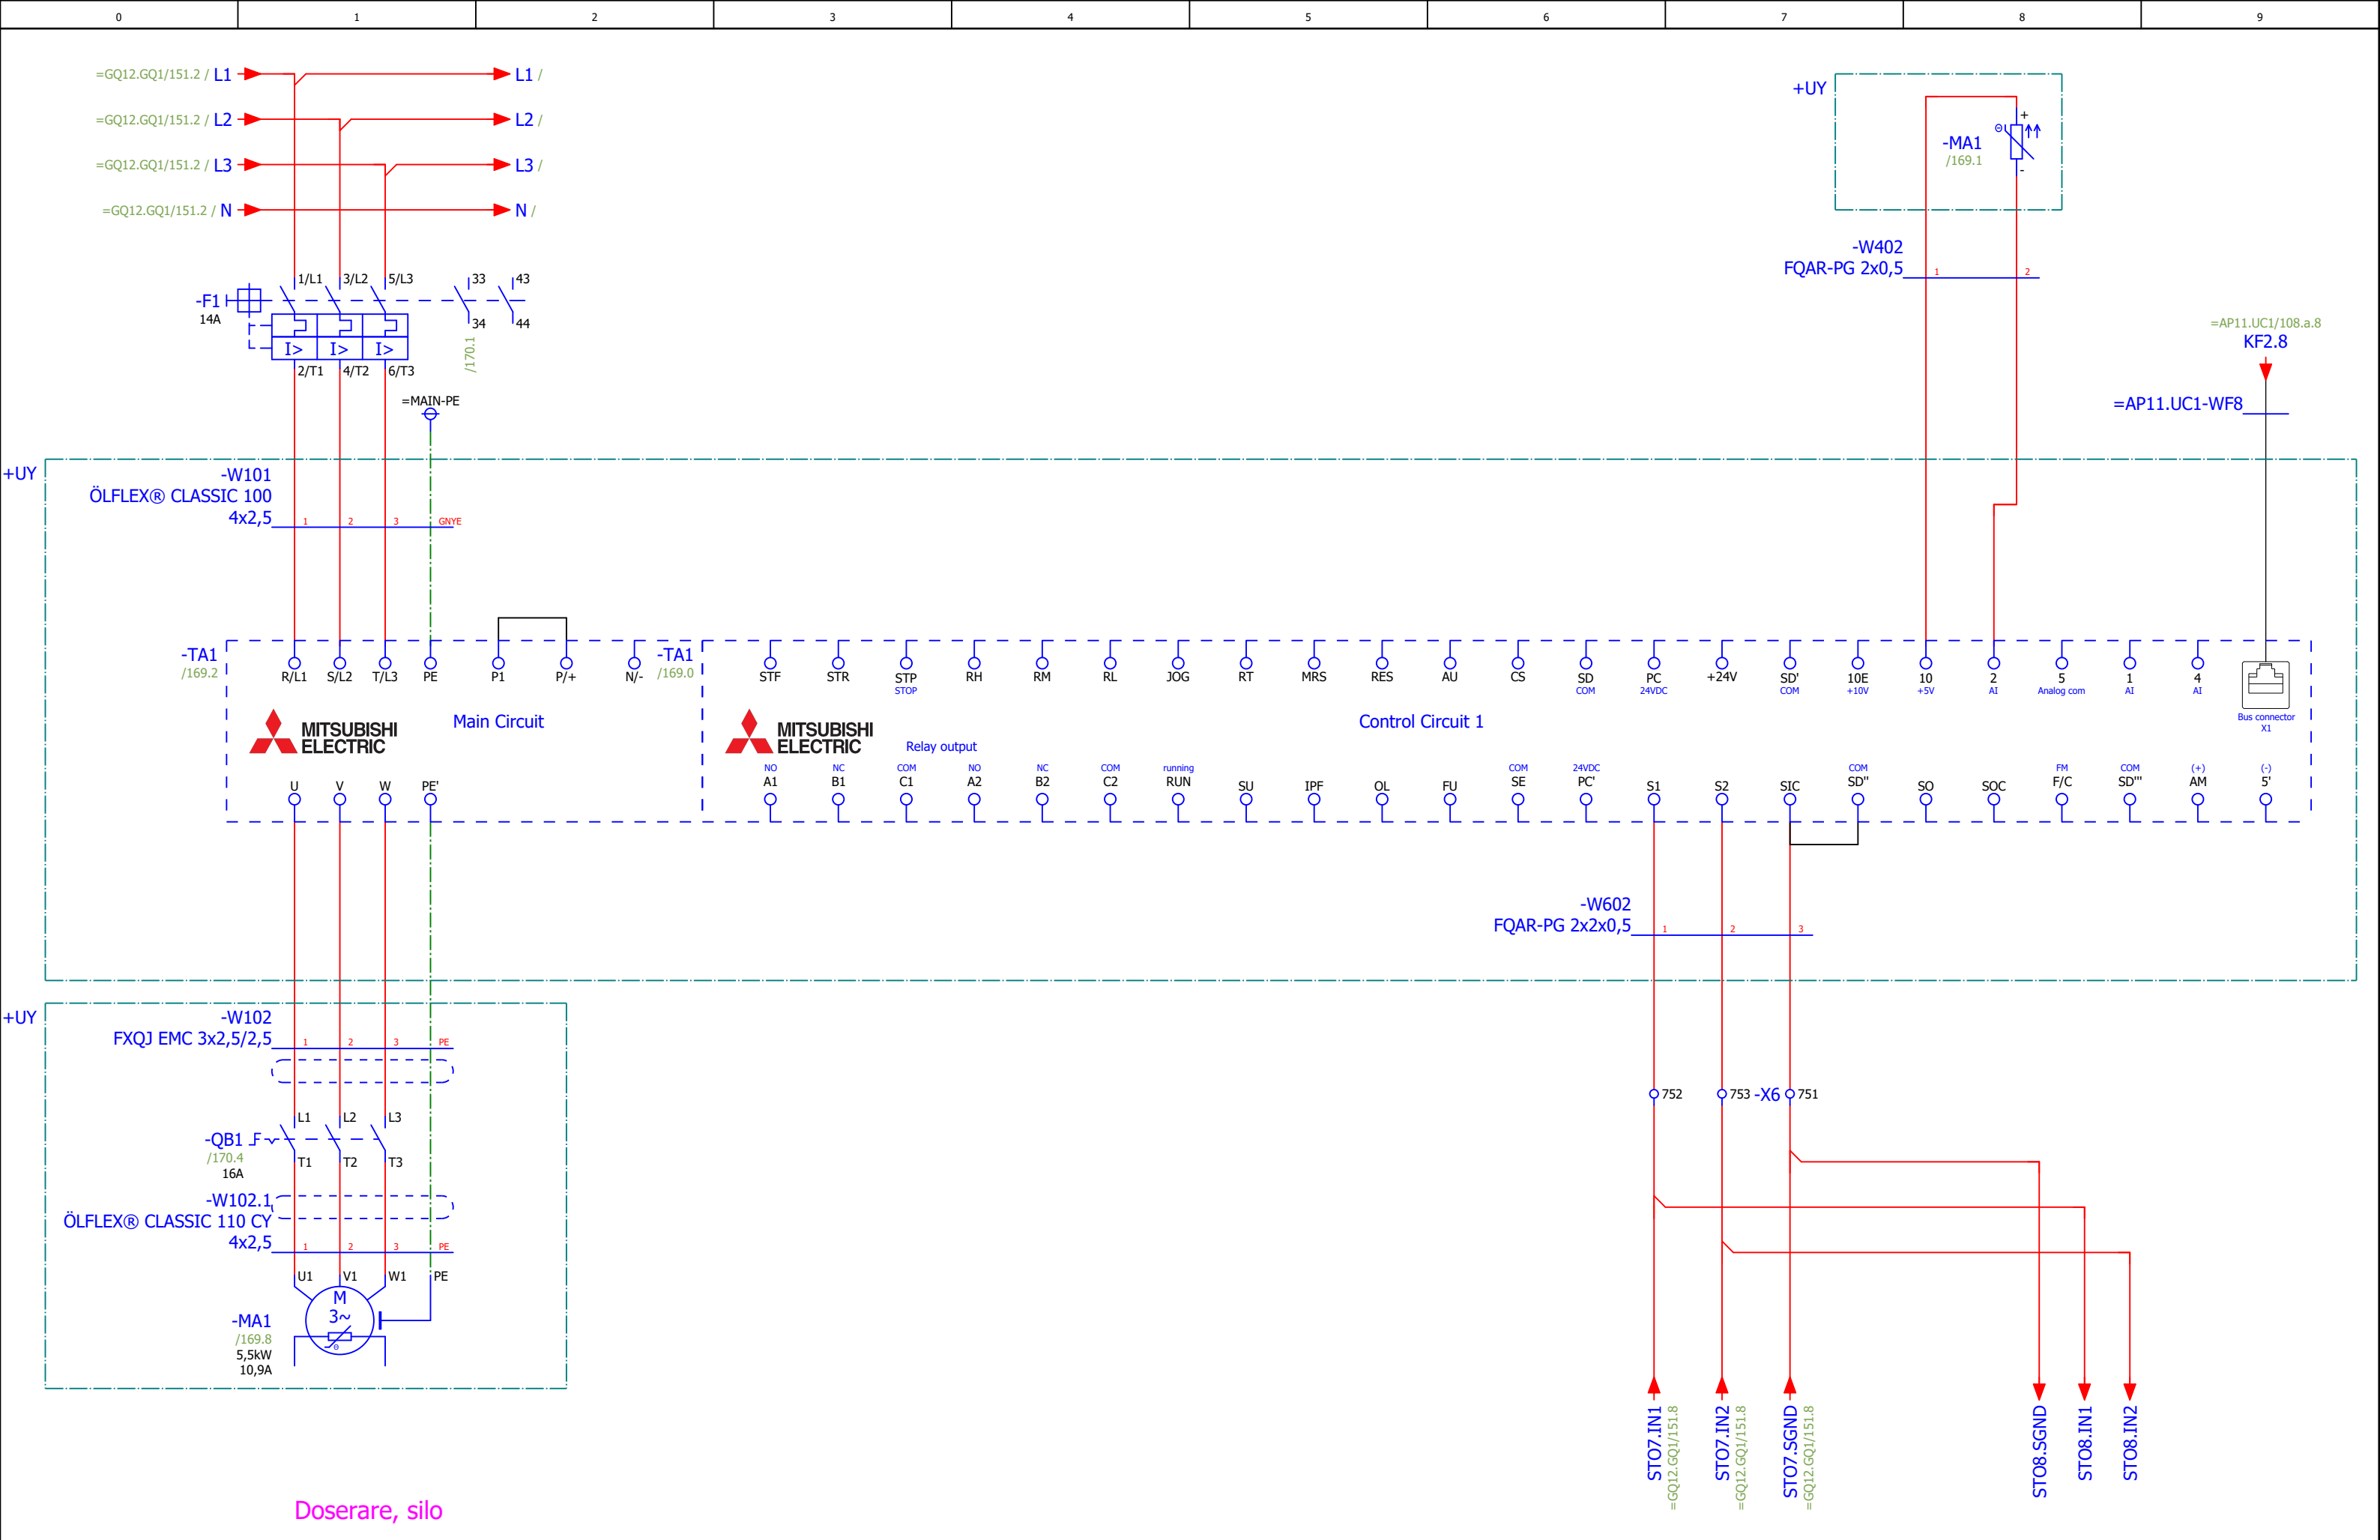 0 1 2 3 4 5 6 7 8 9
=GQ12.GQ1/151.2 / L1 L1 /
=GQ12.GQ1/151.2 / L2 L2 /
=GQ12.GQ1/151.2 / L3 L3 /
=GQ12.GQ1/151.2 / N N /
+UY
-MA1
/169.1
Θ
+
-
-W402
FQAR-PG 2x0,5
1 2
1/L1 3/L2 5/L3 33 43
-F1
14A
I> I> I>
34 44
2/T1 4/T2 6/T3
/170.1
=MAIN-PE
=AP11.UC1/108.a.8
KF2.8
=AP11.UC1-WF8
+UY
-W101
ÖLFLEX® CLASSIC 100
4x2,5
1 2 3 GNYE
-TA1
/169.2
R/L1 S/L2 T/L3 PE P1 P/+ N/-
-TA1
/169.0
STF STR STP RH RM RL JOG RT MRS RES AU CS SD PC +24V SD' 10E 10 2 5 1 4
STOP COM 24VDC COM +10V +5V AI Analog com AI AI
Bus connector
X1
MITSUBISHI
ELECTRIC
Main Circuit
MITSUBISHI
ELECTRIC
Control Circuit 1
Relay output
NO NC COM NO NC COM running COM 24VDC COM FM COM (+) (-)
U V W PE'
A1 B1 C1 A2 B2 C2 RUN SU IPF OL FU SE PC' S1 S2 SIC SD'' SO SOC F/C SD''' AM 5'
-W602
FQAR-PG 2x2x0,5
1 2 3
+UY
-W102
FXQJ EMC 3x2,5/2,5
1 2 3 PE
752 753 -X6 751
L1 L2 L3
-QB1
/170.4
16A
T1 T2 T3
-W102.1
ÖLFLEX® CLASSIC 110 CY
4x2,5
1 2 3 PE
U1 V1 W1 PE
M
3~
Θ
-MA1
/169.8
5,5kW
10,9A
STO7.IN1
=GQ12.GQ1/151.8
STO7.IN2
=GQ12.GQ1/151.8
STO7.SGND
=GQ12.GQ1/151.8
STO8.SGND
STO8.IN1
STO8.IN2
Doserare, silo